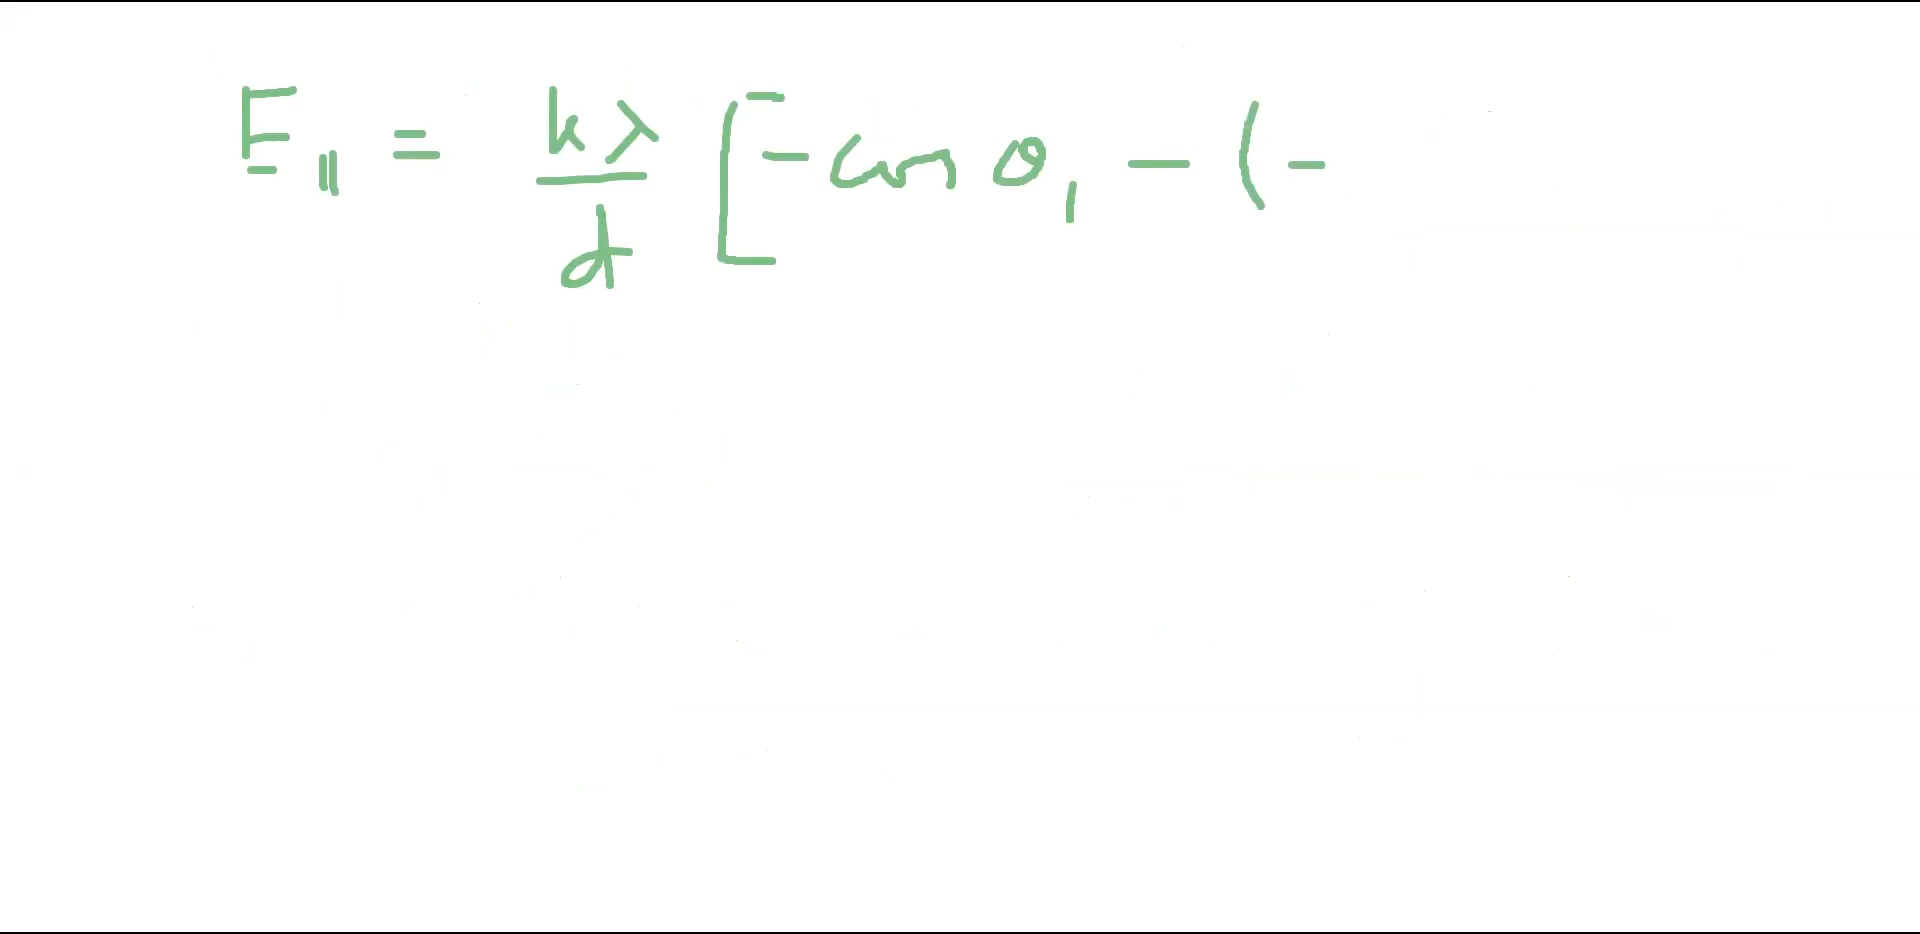 E∥ = kλ/d [-cos θ₁ - (-